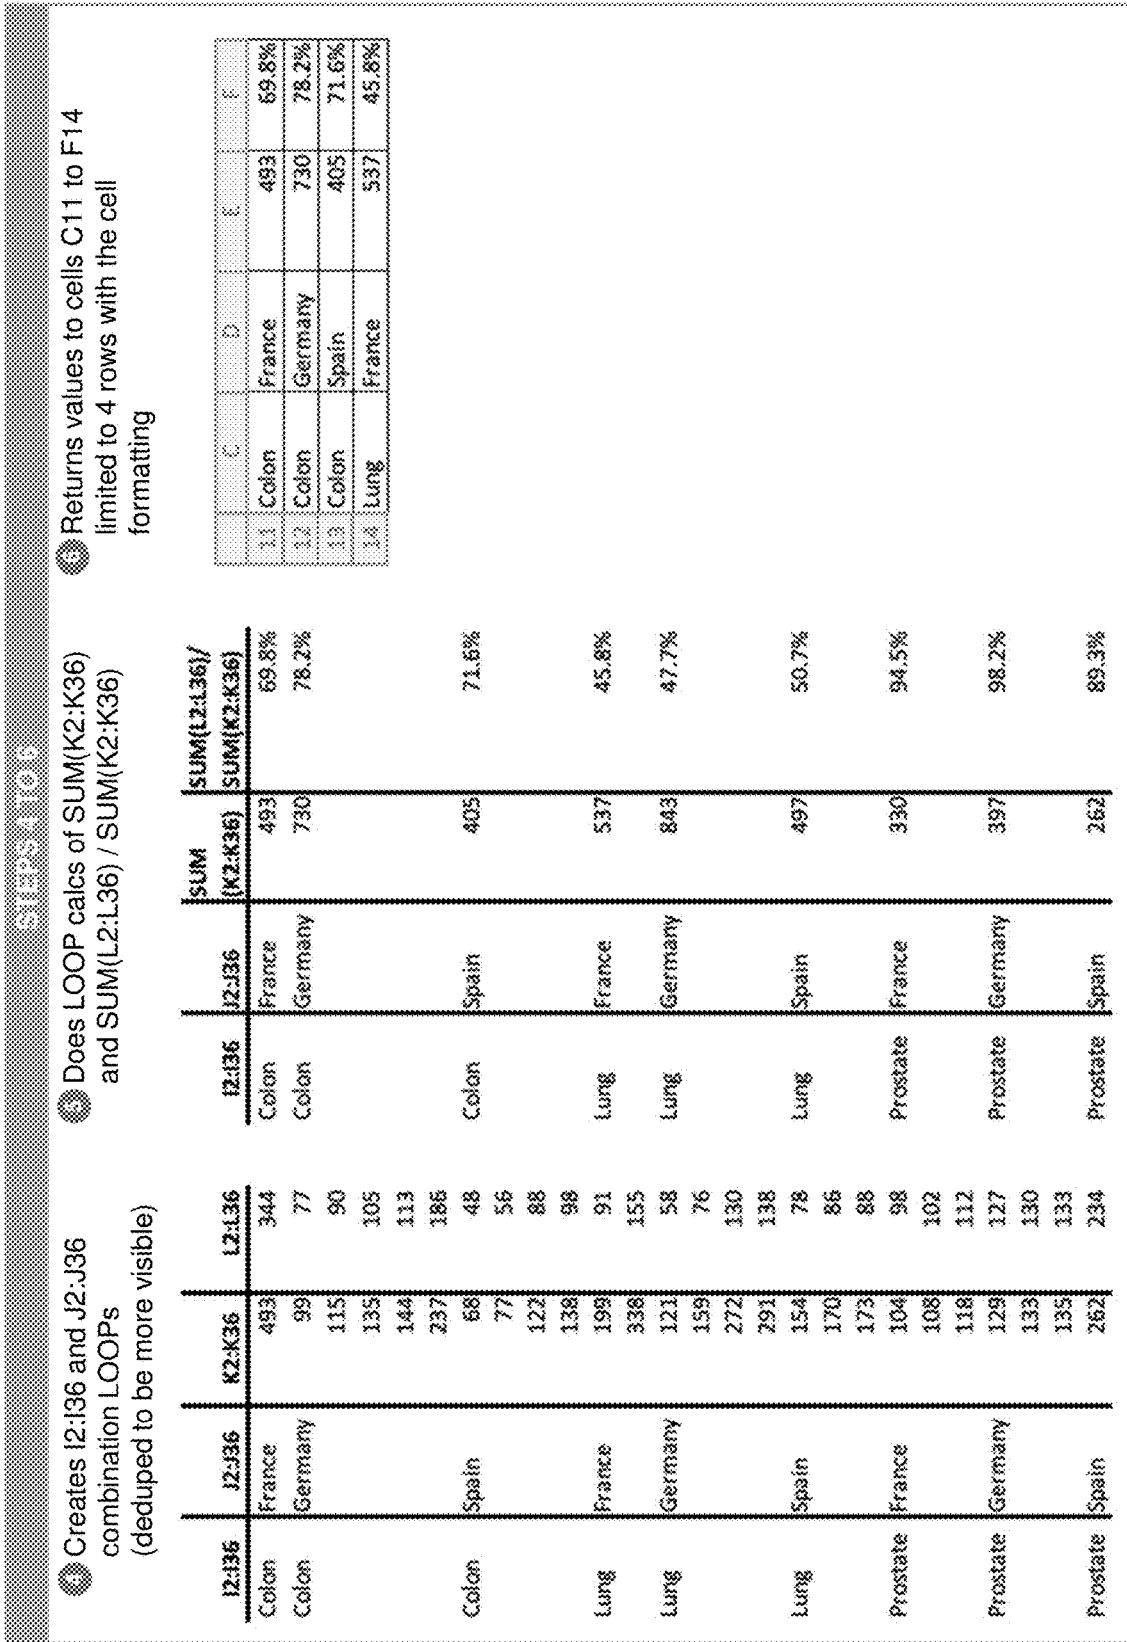 STEPS 4 TO 6
4 Creates I2:I36 and J2:J36
combination LOOPs
(deduped to be more visible)
I2:I36 J2:J36 K2:K36 L2:L36
Colon France 493 344
Colon Germany 99 77
115 90
135 105
144 113
237 186
Colon Spain 68 48
77 56
122 88
138 98
Lung France 199 91
338 155
Lung Germany 121 58
159 76
272 130
291 138
Lung Spain 154 78
170 86
173 88
Prostate France 104 98
108 102
118 112
Prostate Germany 129 127
133 130
135 133
Prostate Spain 262 234
5 Does LOOP calcs of SUM(K2:K36)
and SUM(L2:L36) / SUM(K2:K36)
SUM SUM(L2:L36)/
I2:I36 J2:J36 (K2:K36) SUM(K2:K36)
Colon France 493 69.8%
Colon Germany 730 78.2%
Colon Spain 405 71.6%
Lung France 537 45.8%
Lung Germany 843 47.7%
Lung Spain 497 50.7%
Prostate France 330 94.5%
Prostate Germany 397 98.2%
Prostate Spain 262 89.3%
6 Returns values to cells C11 to F14
limited to 4 rows with the cell
formatting
C D E F
11 Colon France 493 69.8%
12 Colon Germany 730 78.2%
13 Colon Spain 405 71.6%
14 Lung France 537 45.8%